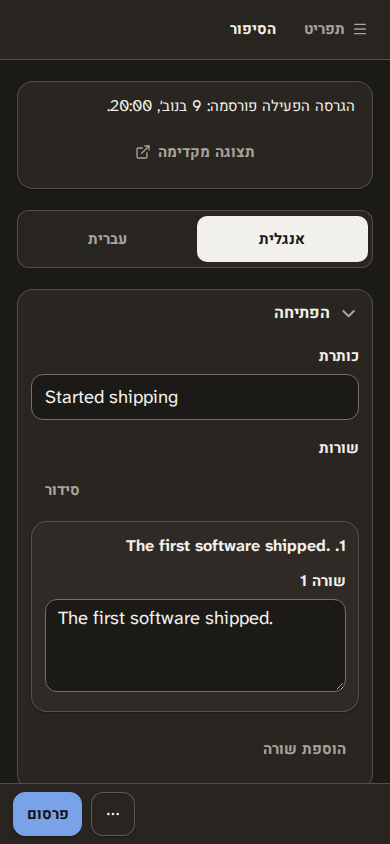 תפריט
הסיפור
הגרסה הפעילה פורסמה: 9 בנוב׳, 20:00.
תצוגה מקדימה
אנגלית
עברית
הפתיחה
כותרת
Started shipping
שורות
סידור
1. The first software shipped.
שורה 1
The first software shipped.
הוספת שורה
פרסום